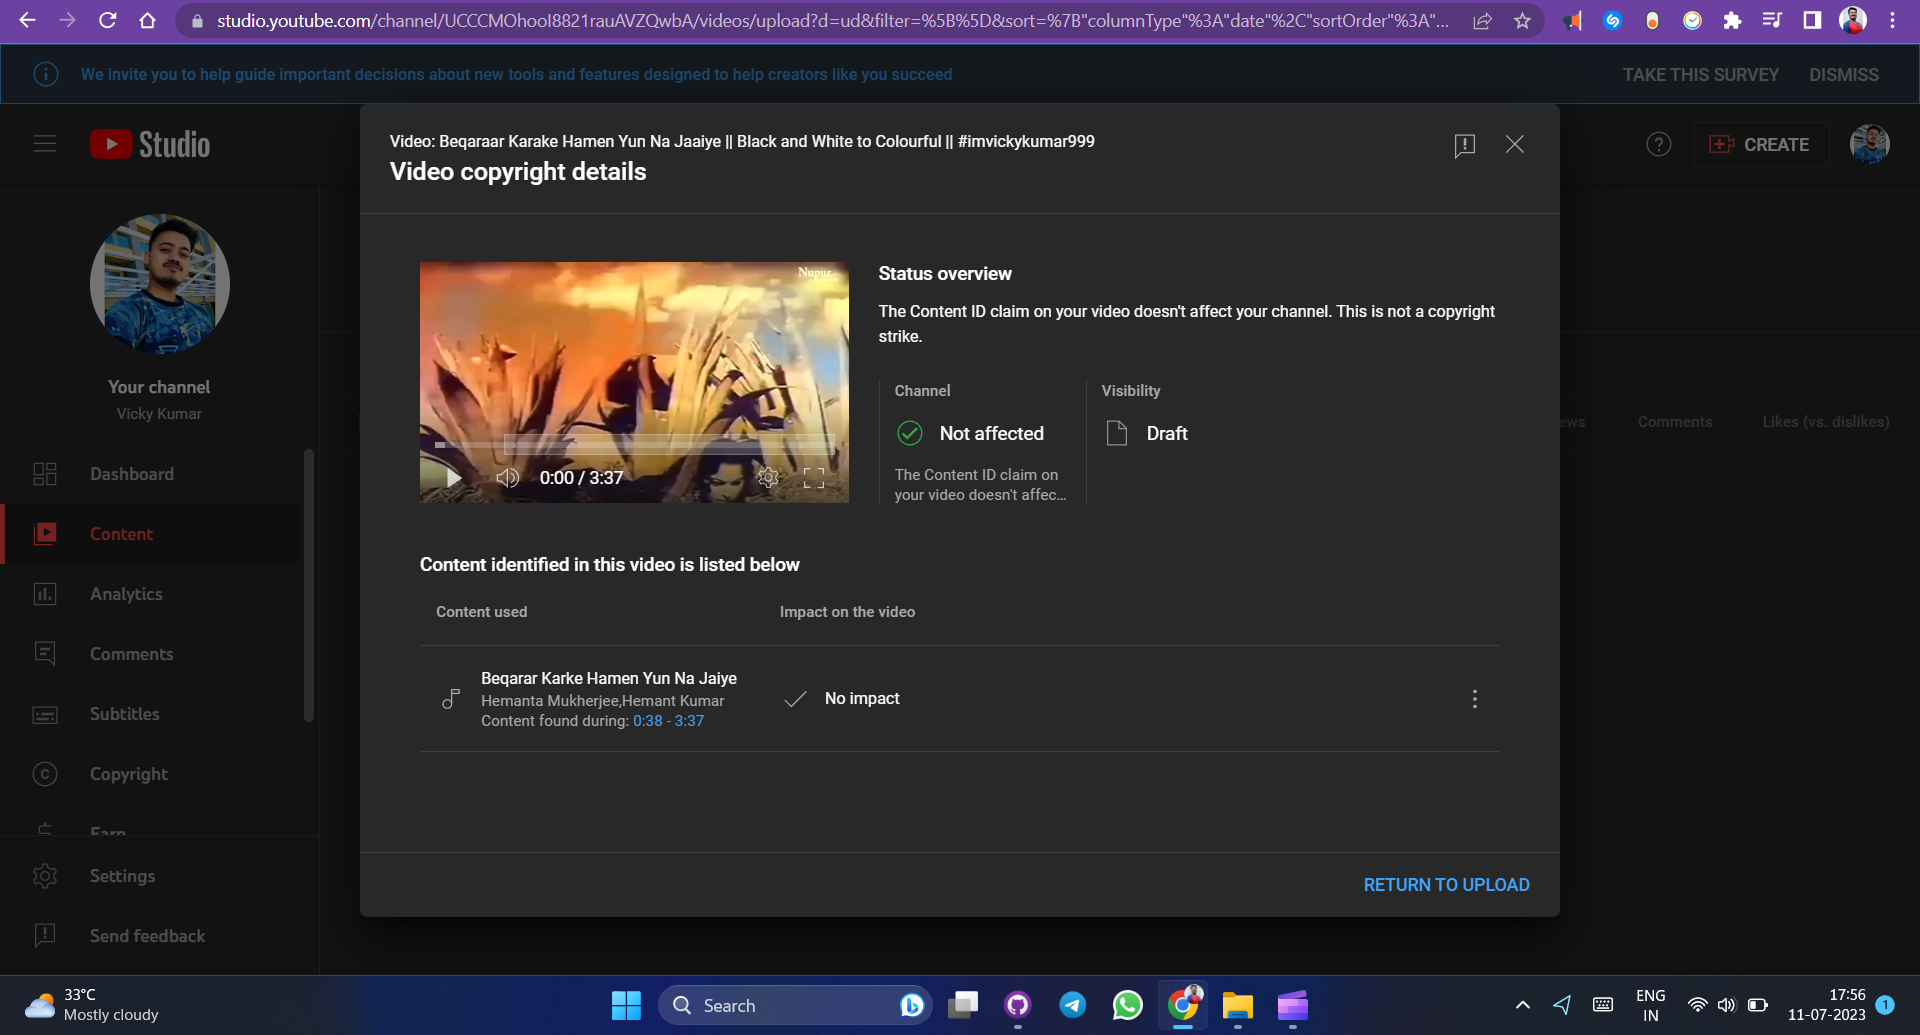 studio.youtube.com/channel/UCCCMOhool8821rauAVZQwbA/videos/upload?d=ud&filter=%5B%5D&sort=%7B"columnType"%3A"date"%2C"sortOrder"%3A"...
We invite you to help guide important decisions about new tools and features designed to help creators like you succeed
TAKE THIS SURVEY
DISMISS
Studio
CREATE
Video: Beqaraar Karake Hamen Yun Na Jaaiye || Black and White to Colourful || #imvickykumar999
Video copyright details
Your channel
Vicky Kumar
Dashboard
Content
Analytics
Comments
Subtitles
Copyright
Earn
Settings
Send feedback
Nupur
0:00 / 3:37
Status overview
The Content ID claim on your video doesn't affect your channel. This is not a copyright
strike.
Channel
Not affected
The Content ID claim on
your video doesn't affec...
Visibility
Draft
ews
Comments
Likes (vs. dislikes)
Content identified in this video is listed below
Content used
Impact on the video
Beqarar Karke Hamen Yun Na Jaiye
Hemanta Mukherjee,Hemant Kumar
Content found during: 0:38 - 3:37
No impact
RETURN TO UPLOAD
33°C
Mostly cloudy
Search
ENG
IN
17:56
11-07-2023
1